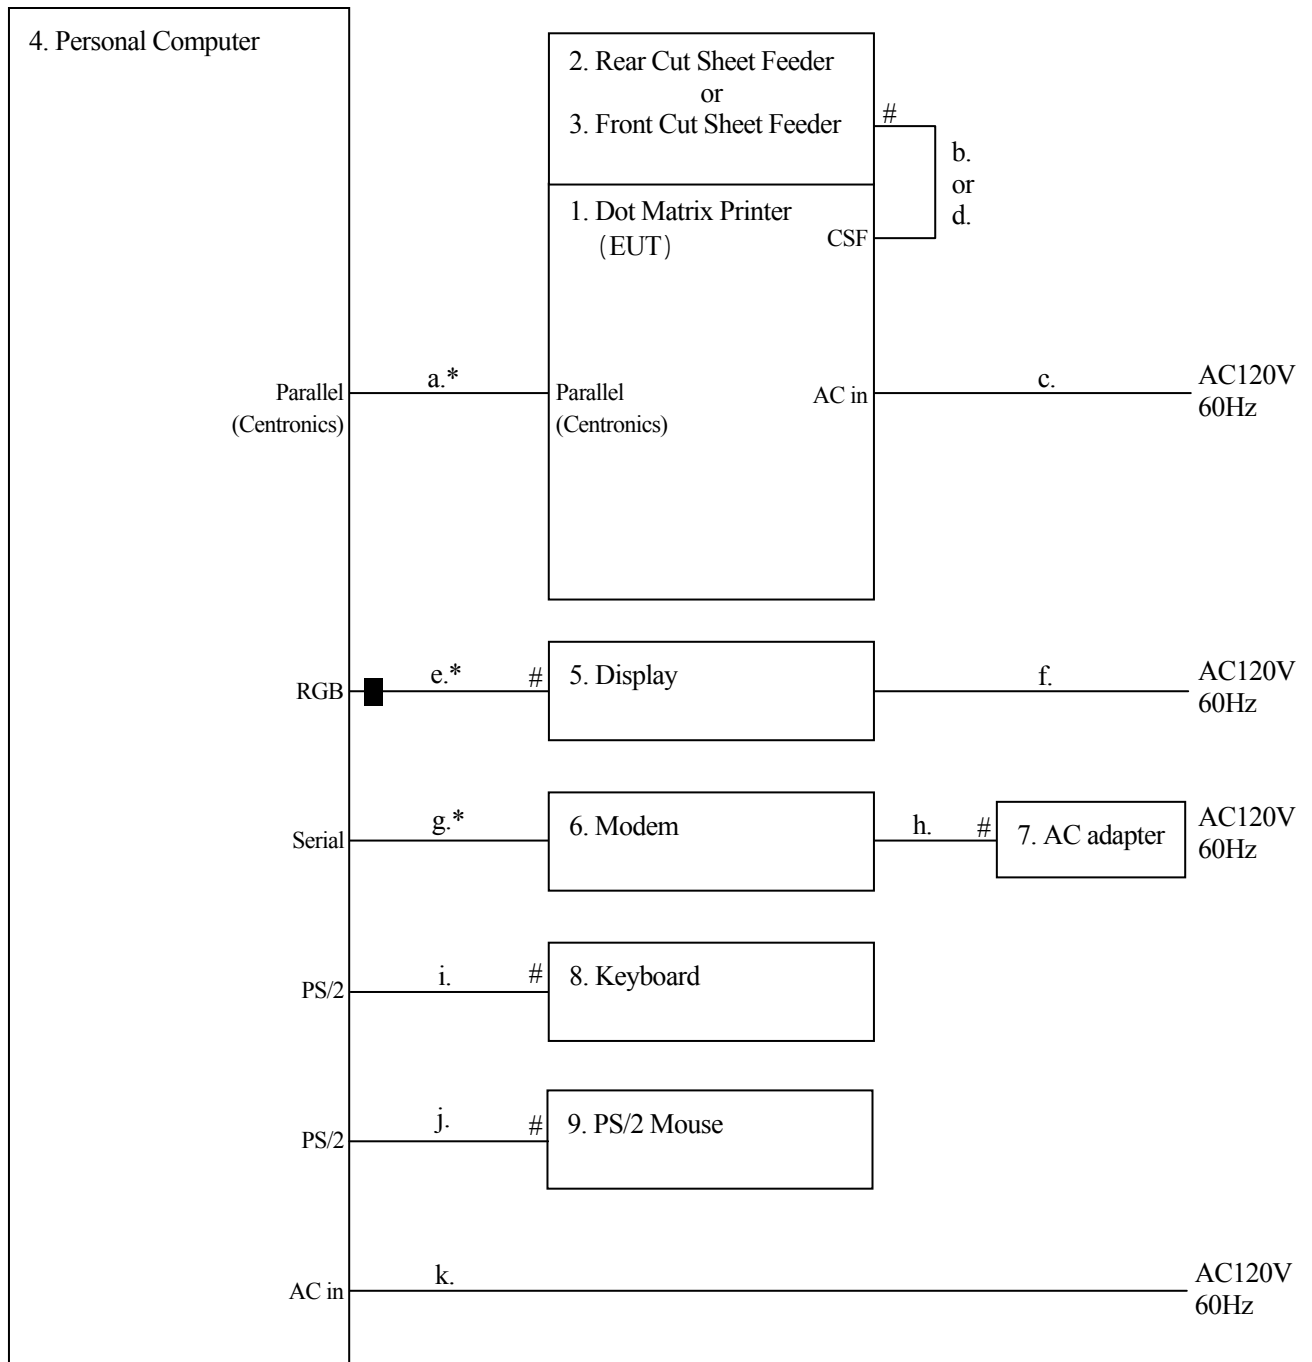 4. Personal Computer
2. Rear Cut Sheet Feeder
or
3. Front Cut Sheet Feeder
#
b.
or
d.
1. Dot Matrix Printer
(EUT)
CSF
Parallel
(Centronics)
a.*
Parallel
(Centronics)
AC in
c.
AC120V
60Hz
RGB
e.*
#
5. Display
f.
AC120V
60Hz
Serial
g.*
6. Modem
h.
#
7. AC adapter
AC120V
60Hz
PS/2
i.
#
8. Keyboard
PS/2
j.
#
9. PS/2 Mouse
AC in
k.
AC120V
60Hz